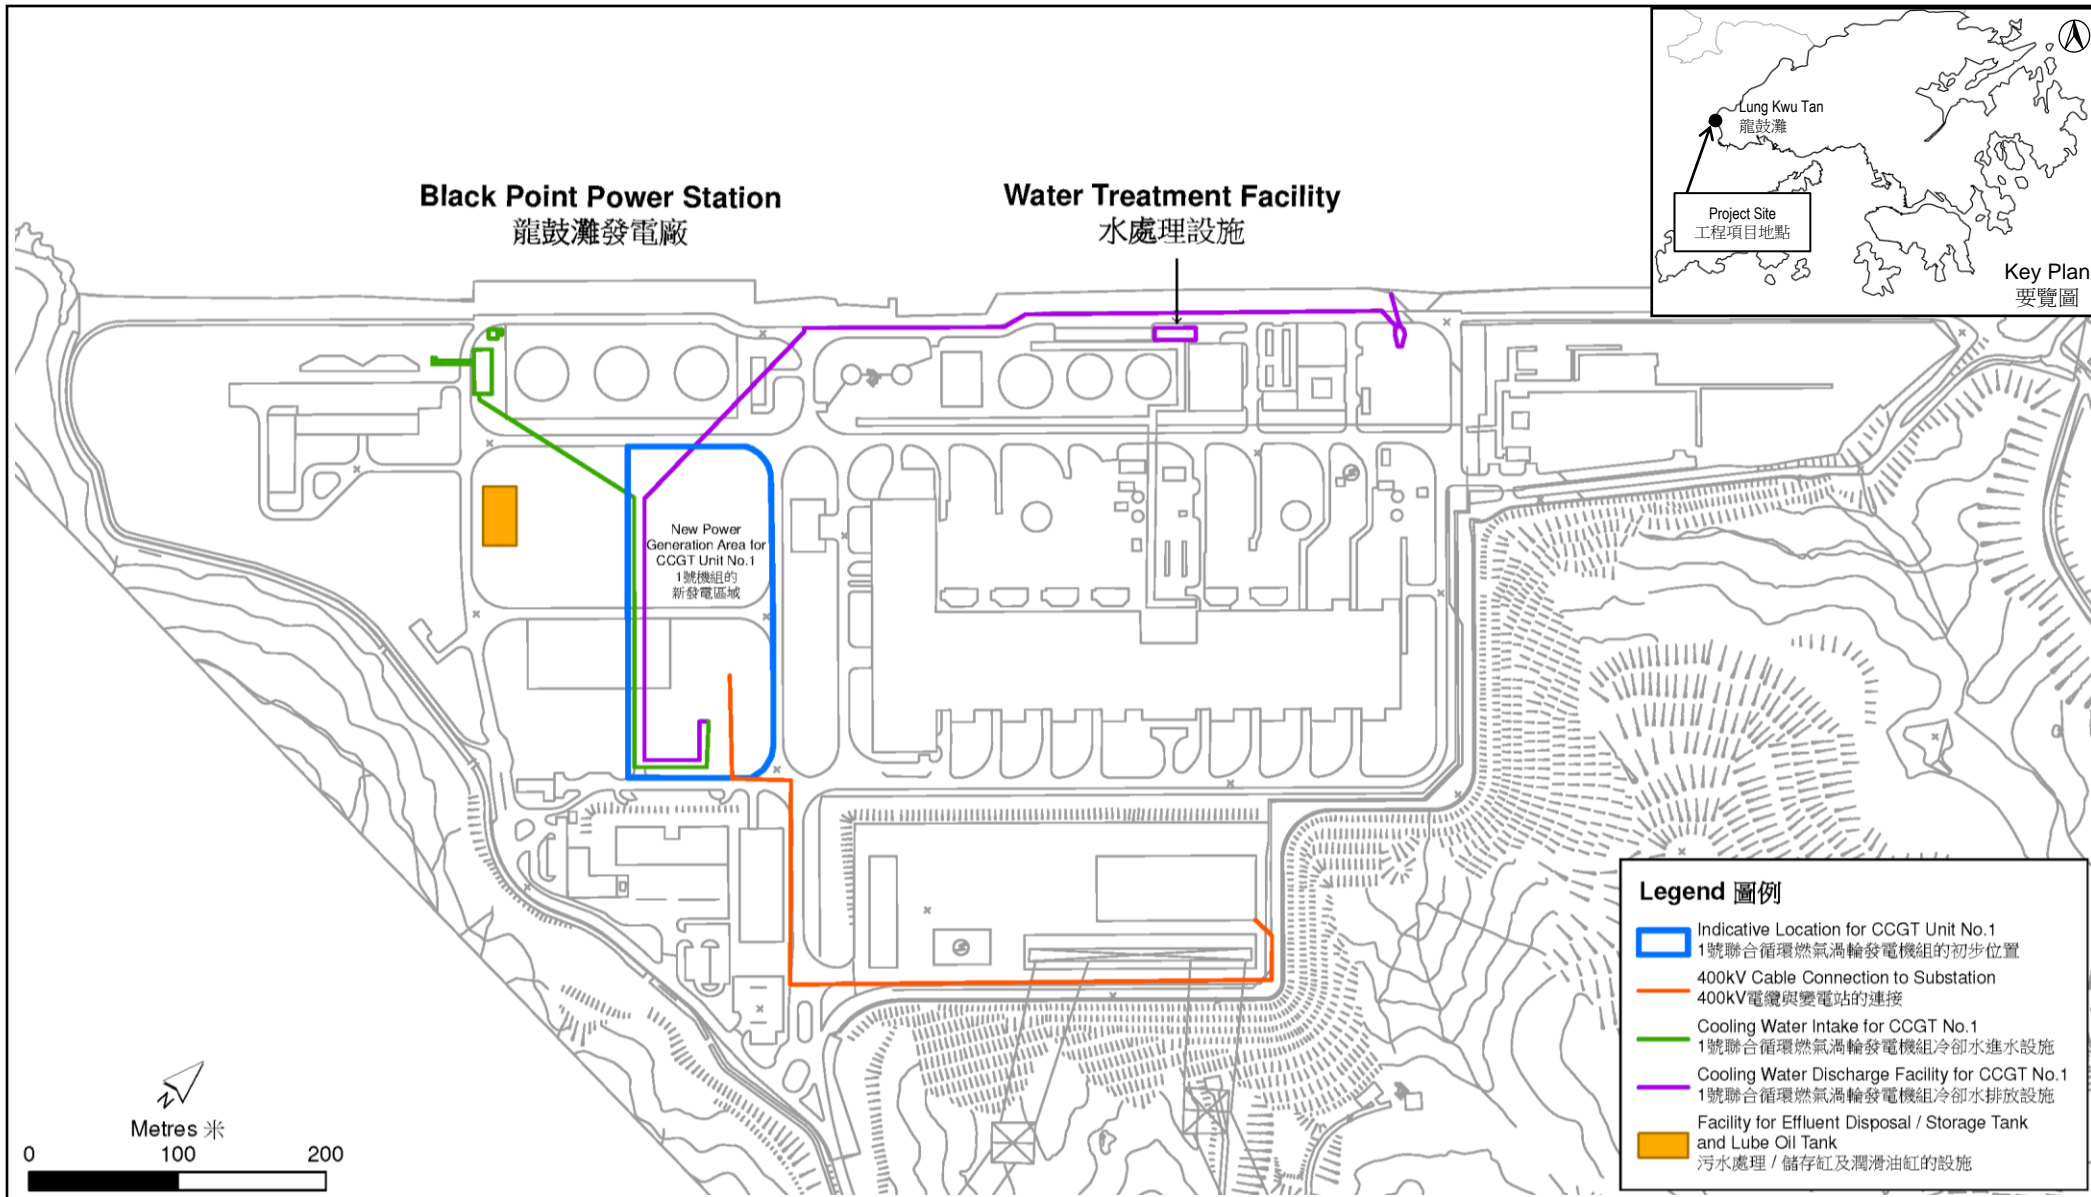 Lung Kwu Tan
龍鼓灘
Project Site
工程項目地點
Key Plan
要覽圖
Black Point Power Station
龍鼓灘發電廠
Water Treatment Facility
水處理設施
New Power
Generation Area for
CCGT Unit No.1
1號機組的
新發電區域
Legend 圖例
Indicative Location for CCGT Unit No.1
1號聯合循環燃氣渦輪發電機組的初步位置
400kV Cable Connection to Substation
400kV電纜與變電站的連接
Cooling Water Intake for CCGT No.1
1號聯合循環燃氣渦輪發電機組冷卻水進水設施
Cooling Water Discharge Facility for CCGT No.1
1號聯合循環燃氣渦輪發電機組冷卻水排放設施
Facility for Effluent Disposal / Storage Tank
and Lube Oil Tank
污水處理 / 儲存缸及潤滑油缸的設施
Metres 米
0 100 200